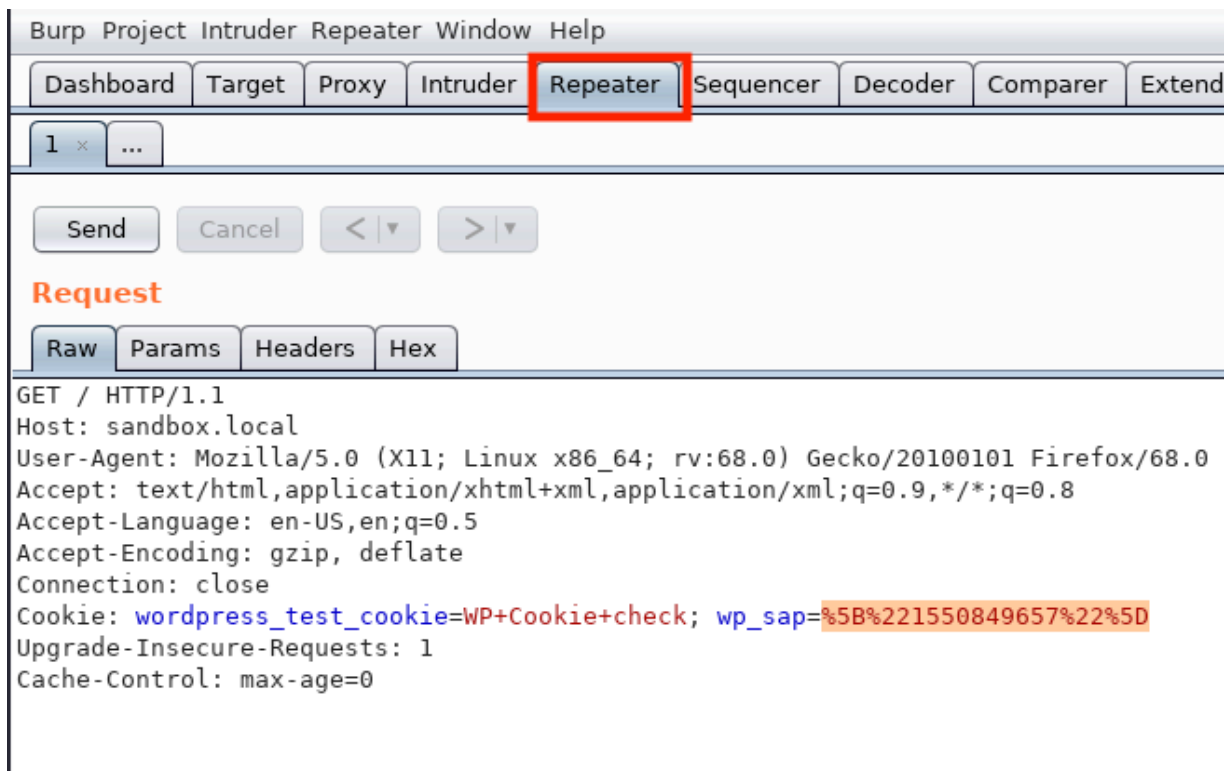 Burp Project Intruder Repeater Window Help
Dashboard Target Proxy Intruder Repeater Sequencer Decoder Comparer Extend
1 × ...
Send Cancel < ▼ > ▼
Request
Raw Params Headers Hex
GET / HTTP/1.1
Host: sandbox.local
User-Agent: Mozilla/5.0 (X11; Linux x86_64; rv:68.0) Gecko/20100101 Firefox/68.0
Accept: text/html,application/xhtml+xml,application/xml;q=0.9,*/*;q=0.8
Accept-Language: en-US,en;q=0.5
Accept-Encoding: gzip, deflate
Connection: close
Cookie: wordpress_test_cookie=WP+Cookie+check; wp_sap=%5B%221550849657%22%5D
Upgrade-Insecure-Requests: 1
Cache-Control: max-age=0